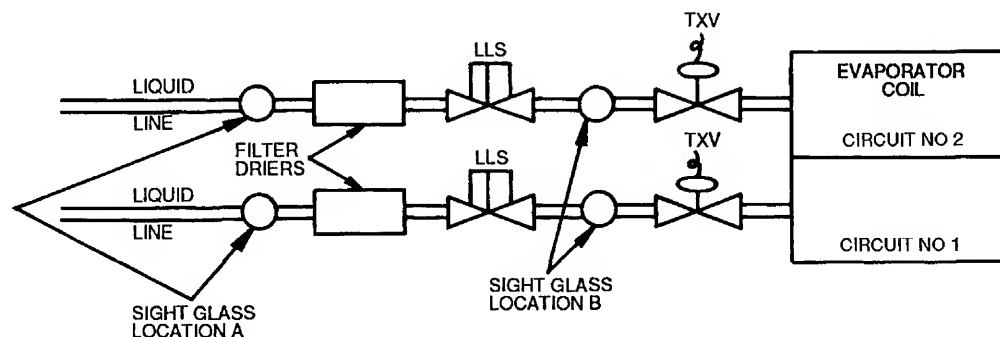 TXV
LLS
EVAPORATOR
COIL
LIQUID
LINE
CIRCUIT NO 2
FILTER
DRIERS
TXV
LLS
LIQUID
LINE
CIRCUIT NO 1
SIGHT GLASS
LOCATION A
SIGHT GLASS
LOCATION B